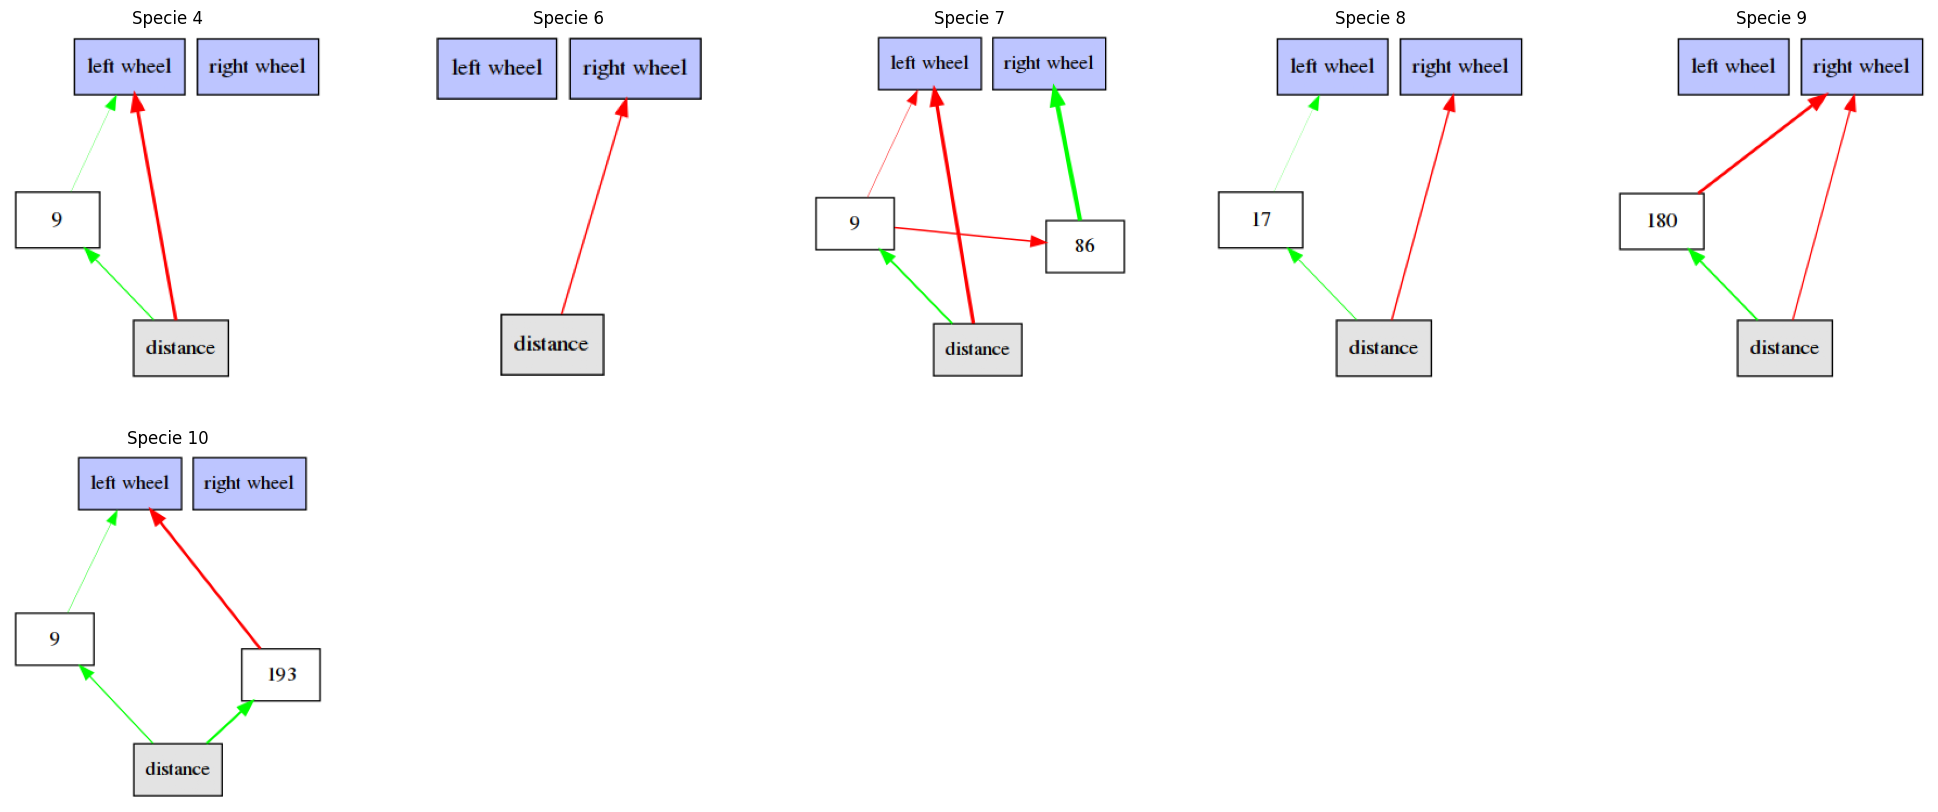 Specie 4
left wheel
right wheel
9
distance
Specie 6
left wheel
right wheel
distance
Specie 7
left wheel
right wheel
9
86
distance
Specie 8
left wheel
right wheel
17
distance
Specie 9
left wheel
right wheel
180
distance
Specie 10
left wheel
right wheel
9
193
distance